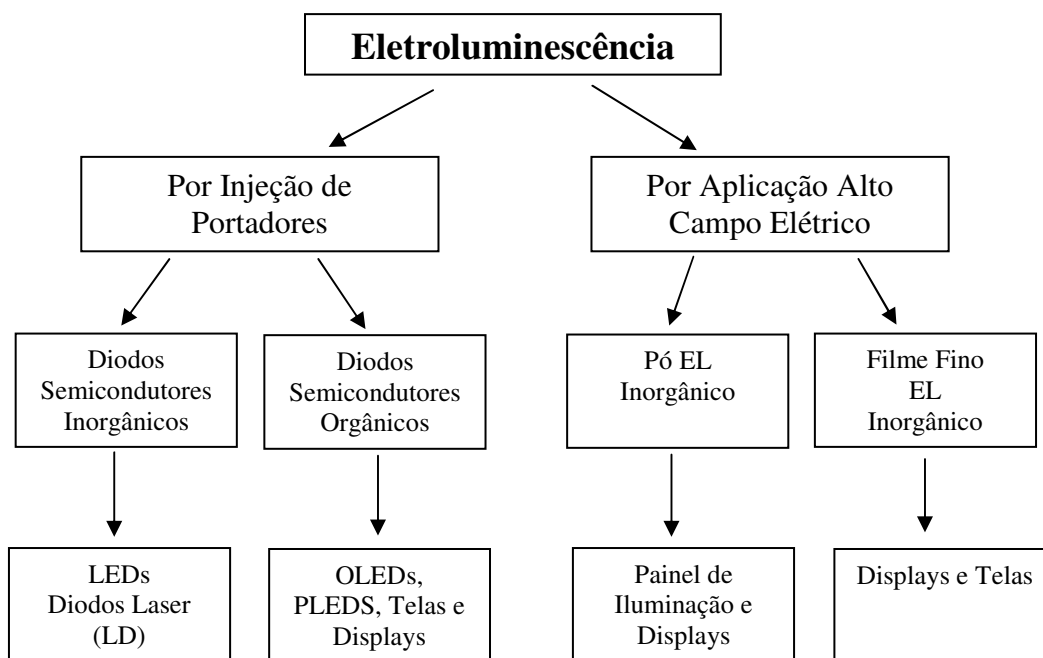 Eletroluminescência
Por Injeção de
Portadores
Por Aplicação Alto
Campo Elétrico
Diodos
Semicondutores
Inorgânicos
Diodos
Semicondutores
Orgânicos
Pó EL
Inorgânico
Filme Fino
EL
Inorgânico
LEDs
Diodos Laser
(LD)
OLEDs,
PLEDS, Telas e
Displays
Painel de
Iluminação e
Displays
Displays e Telas